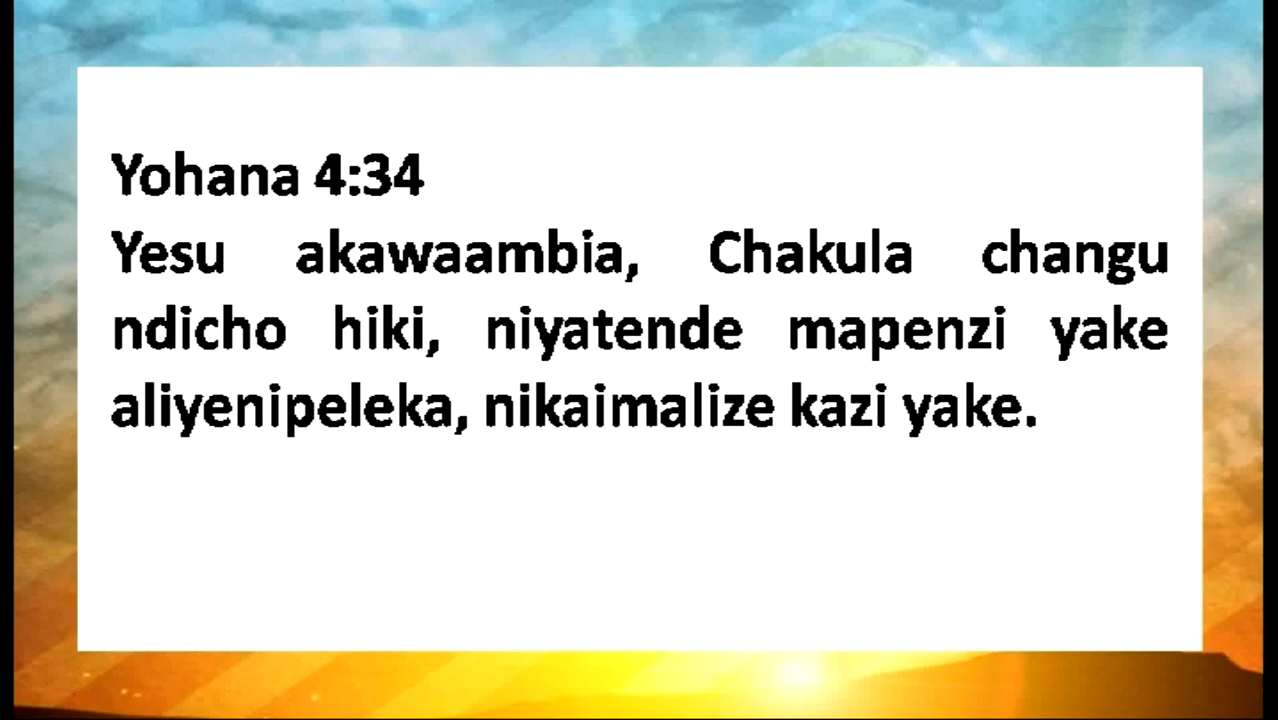 Yohana 4:34
Yesu akawaambia, Chakula changu
ndicho hiki, niyatende mapenzi yake
aliyenipeleka, nikaimalize kazi yake.